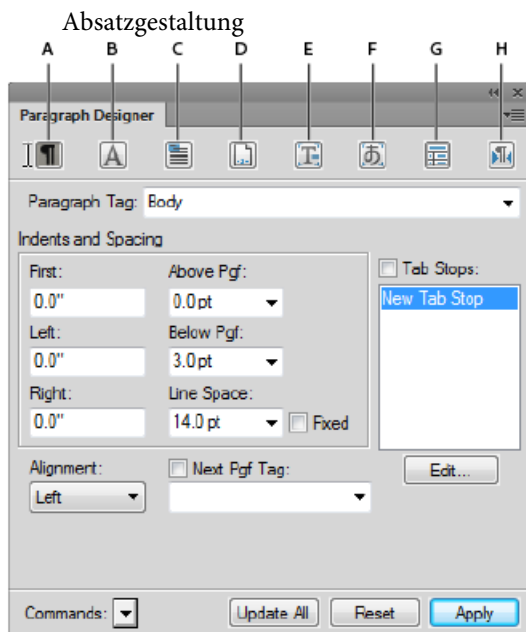 Absatzgestaltung
A B C D E F G H
Paragraph Designer
A T あ
Paragraph Tag: Body
Indents and Spacing
First: Above Pgf: Tab Stops:
0.0" 0.0 pt New Tab Stop
Left: Below Pgf:
0.0" 3.0 pt
Right: Line Space:
0.0" 14.0 pt Fixed
Alignment: Next Pgf Tag: Edit...
Left
Commands: Update All Reset Apply